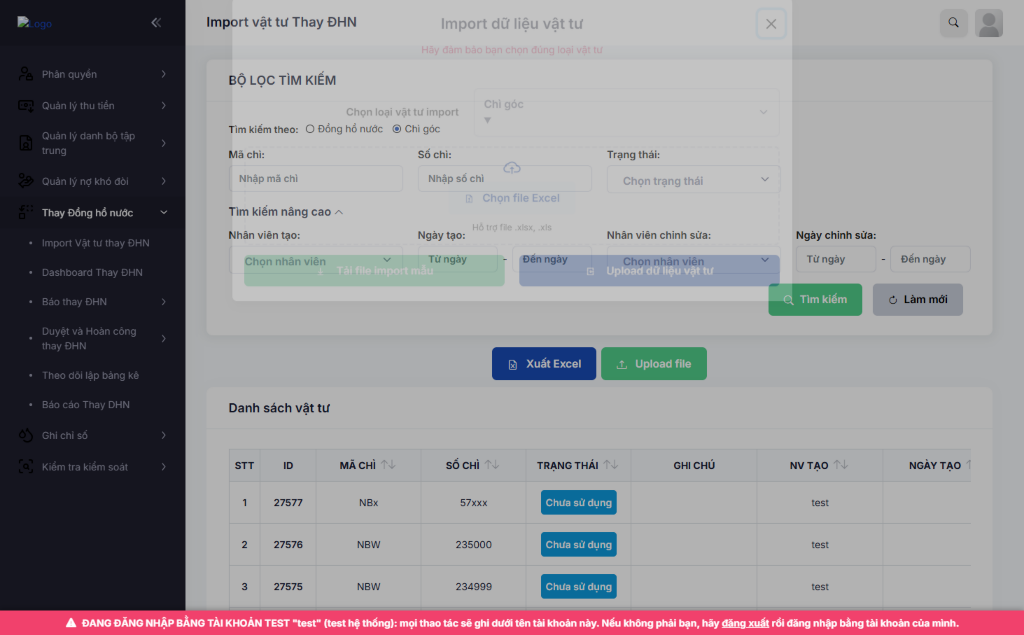 Logo
Import vật tư Thay ĐHN
Import dữ liệu vật tư
Hãy đảm bảo bạn chọn đúng loại vật tư
Phân quyền
Quản lý thu tiền
Quản lý danh bộ tập
trung
Quản lý nợ khó đòi
Thay Đồng hồ nước
Import Vật tư thay ĐHN
Dashboard Thay ĐHN
Báo thay ĐHN
Duyệt và Hoàn công
thay ĐHN
Theo dõi lập bảng kê
Báo cáo Thay DHN
Ghi chỉ số
Kiểm tra kiểm soát
BỘ LỌC TÌM KIẾM
Chọn loại vật tư import
Chì góc
Tìm kiếm theo: Đồng hồ nước Chì góc
Mã chì: Số chì: Trạng thái:
Nhập mã chì Nhập số chì Chọn trạng thái
Chọn file Excel
Tìm kiếm nâng cao
Hỗ trợ file .xlsx, .xls
Nhân viên tạo: Ngày tạo: Nhân viên chỉnh sửa: Ngày chỉnh sửa:
Chọn nhân viên Từ ngày - Đến ngày Chọn nhân viên Từ ngày - Đến ngày
Tải file import mẫu Upload dữ liệu vật tư
Tìm kiếm Làm mới
Xuất Excel Upload file
Danh sách vật tư
STT ID MÃ CHÌ SỐ CHÌ TRẠNG THÁI GHI CHÚ NV TẠO NGÀY TẠO
1 27577 NBx 57xxx Chưa sử dụng test
2 27576 NBW 235000 Chưa sử dụng test
3 27575 NBW 234999 Chưa sử dụng test
ĐANG ĐĂNG NHẬP BẰNG TÀI KHOẢN TEST "test" (test hệ thống): mọi thao tác sẽ ghi dưới tên tài khoản này. Nếu không phải bạn, hãy đăng xuất rồi đăng nhập bằng tài khoản của mình.